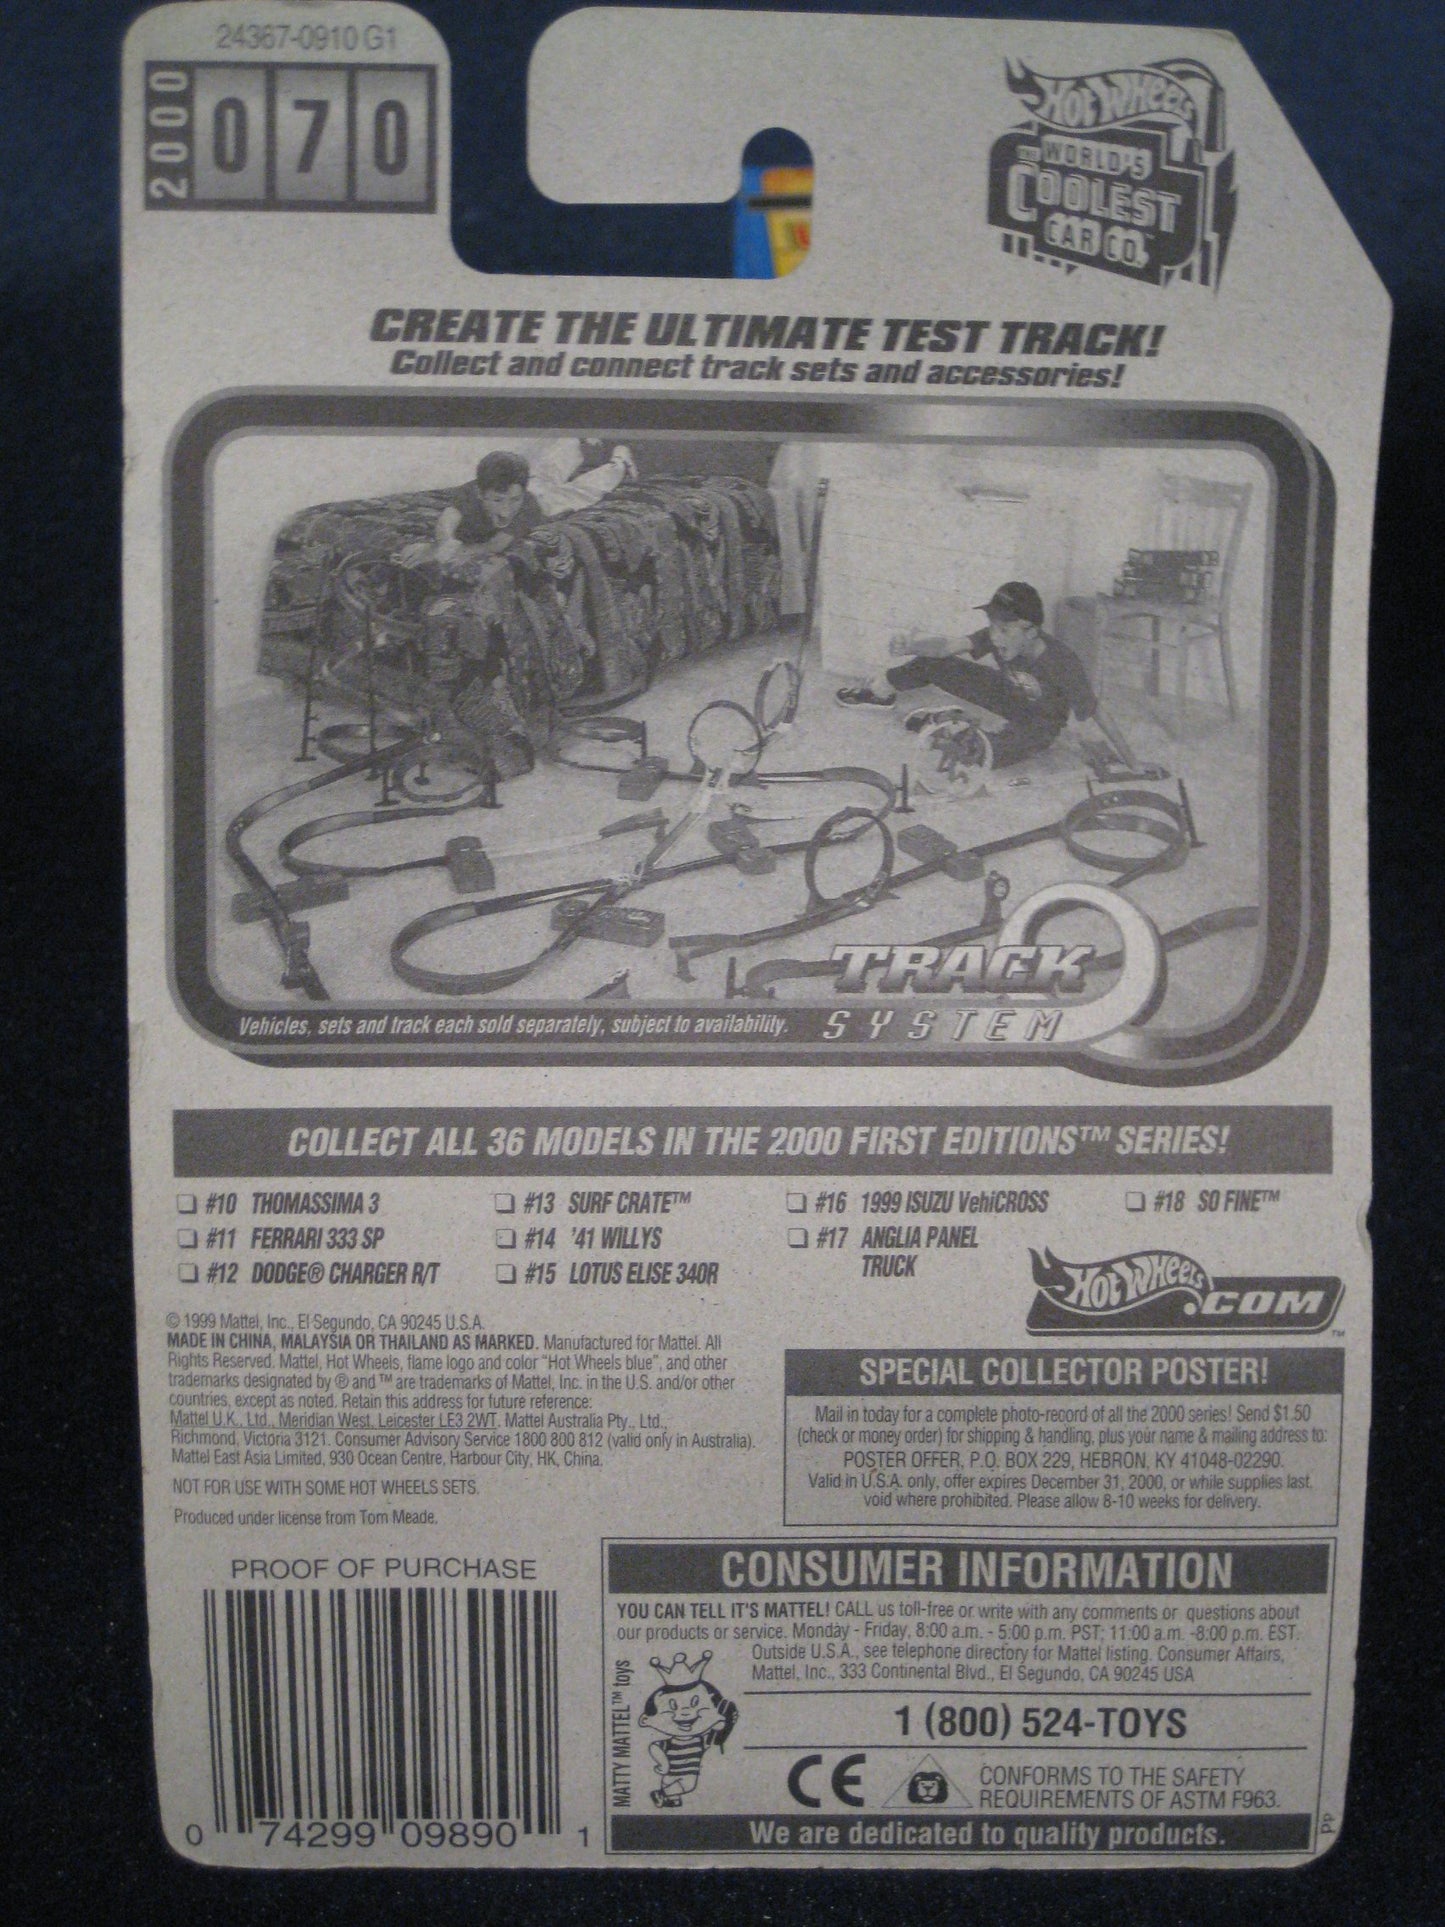 24367-0910 G1
2000
070
HOT WHEELS
THE WORLD'S
COOLEST
CAR CO.™
CREATE THE ULTIMATE TEST TRACK!
Collect and connect track sets and accessories!
TRACK
SYSTEM
Vehicles, sets and track each sold separately, subject to availability.
COLLECT ALL 36 MODELS IN THE 2000 FIRST EDITIONS™ SERIES!
#10 THOMASSIMA 3
#11 FERRARI 333 SP
#12 DODGE® CHARGER R/T
#13 SURF CRATE™
#14 '41 WILLYS
#15 LOTUS ELISE 340R
#16 1999 ISUZU VehiCROSS
#17 ANGLIA PANEL
TRUCK
#18 SO FINE™
HOT WHEELS
.COM
™
© 1999 Mattel, Inc., El Segundo, CA 90245 U.S.A.
MADE IN CHINA, MALAYSIA OR THAILAND AS MARKED. Manufactured for Mattel. All
Rights Reserved. Mattel, Hot Wheels, flame logo and color "Hot Wheels blue", and other
trademarks designated by ® and ™ are trademarks of Mattel, Inc. in the U.S. and/or other
countries, except as noted. Retain this address for future reference:
Mattel U.K., Ltd., Meridian West, Leicester LE3 2WT. Mattel Australia Pty., Ltd.,
Richmond, Victoria 3121. Consumer Advisory Service 1800 800 812 (valid only in Australia).
Mattel East Asia Limited, 930 Ocean Centre, Harbour City, HK, China.
NOT FOR USE WITH SOME HOT WHEELS SETS.
Produced under license from Tom Meade.
SPECIAL COLLECTOR POSTER!
Mail in today for a complete photo-record of all the 2000 series! Send $1.50
(check or money order) for shipping & handling, plus your name & mailing address to:
POSTER OFFER, P.O. BOX 229, HEBRON, KY 41048-02290.
Valid in U.S.A. only, offer expires December 31, 2000, or while supplies last,
void where prohibited. Please allow 8-10 weeks for delivery.
PROOF OF PURCHASE
0 74299 09890 1
CONSUMER INFORMATION
YOU CAN TELL IT'S MATTEL! CALL us toll-free or write with any comments or questions about
our products or service. Monday - Friday, 8:00 a.m. - 5:00 p.m. PST; 11:00 a.m. -8:00 p.m. EST.
Outside U.S.A., see telephone directory for Mattel listing. Consumer Affairs,
Mattel, Inc., 333 Continental Blvd., El Segundo, CA 90245 USA
MATTY MATTEL™ toys
1 (800) 524-TOYS
CE
CONFORMS TO THE SAFETY
REQUIREMENTS OF ASTM F963.
We are dedicated to quality products.
PP